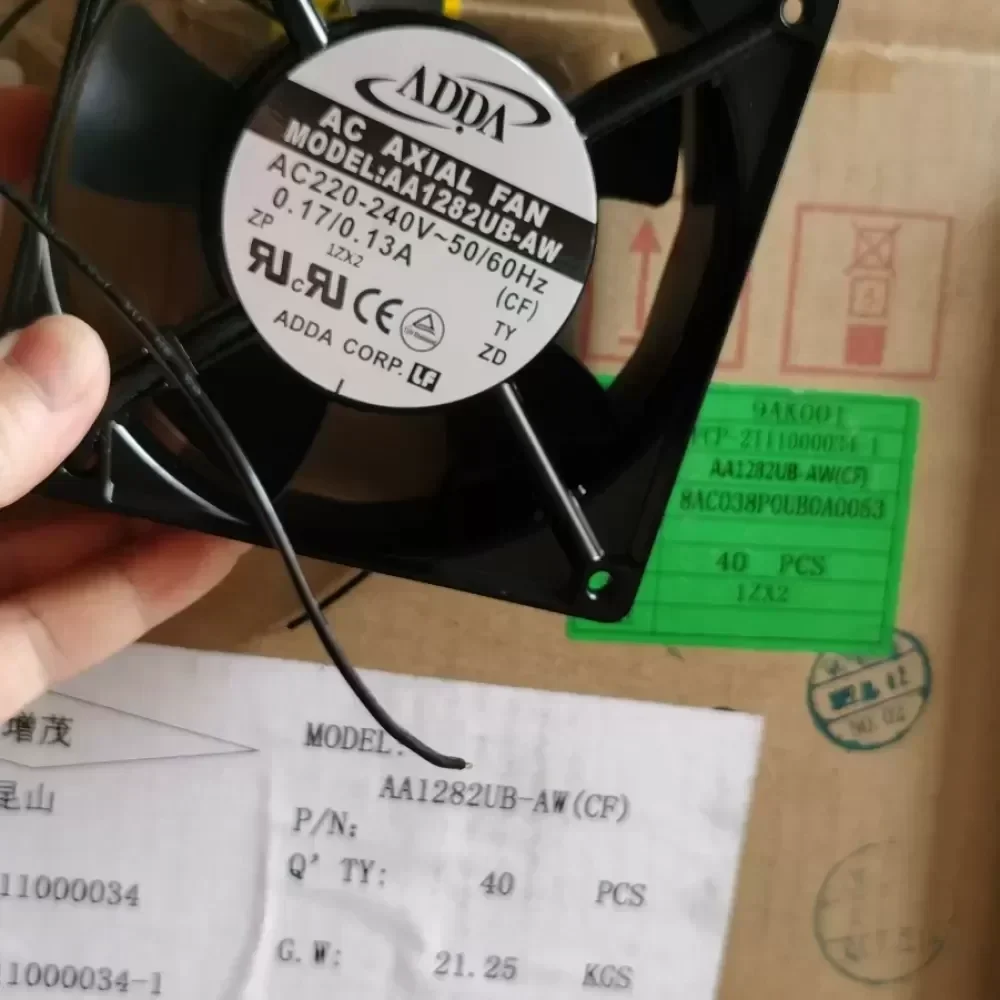 ADDA
AC AXIAL FAN
MODEL:AA1282UB-AW
AC220-240V~50/60Hz
0.17/0.13A
(CF)
ZP
1ZX2
TY
ZD
CE
ADDA CORP.
LF
9AK001
AA1282UB-AW(CF)
40 PCS
1ZX2
增茂
昆山
MODEL:
AA1282UB-AW(CF)
P/N:
Q'TY: 40 PCS
11000034
G.W: 21.25 KGS
11000034-1